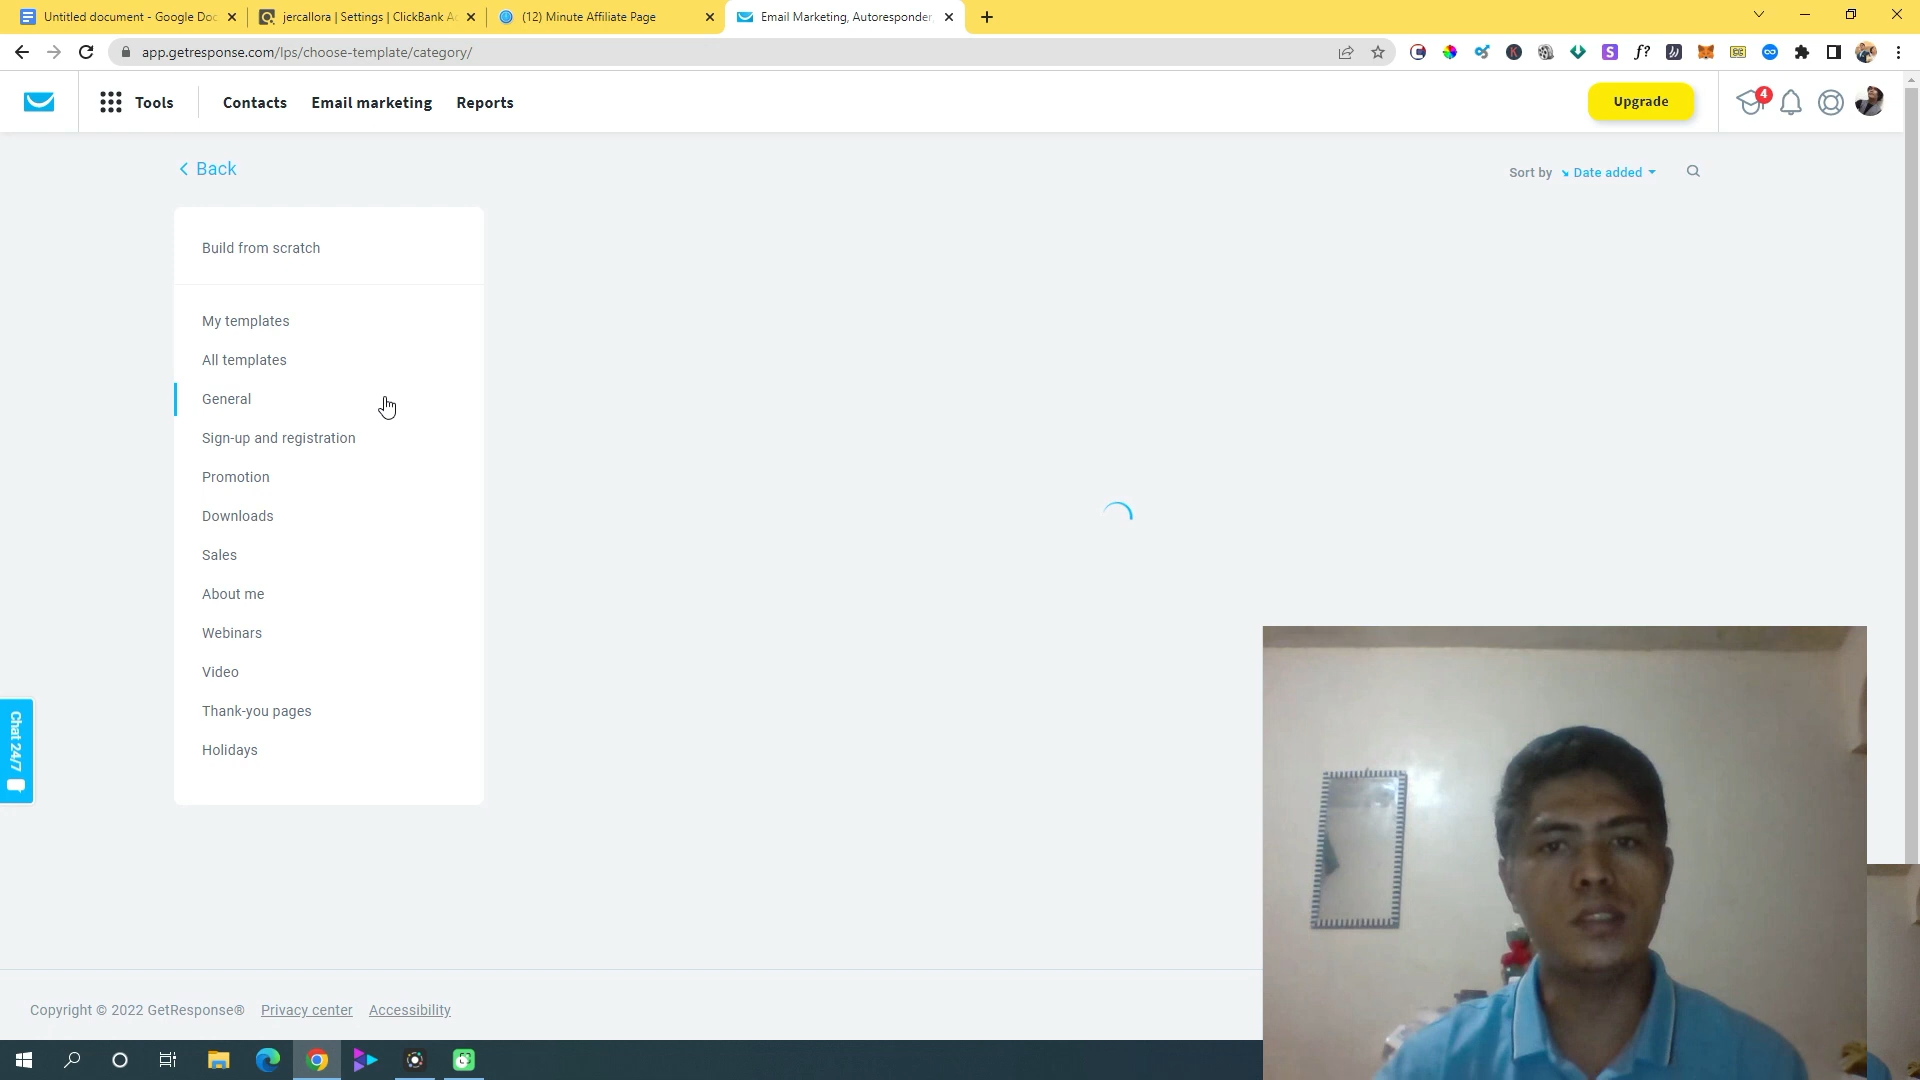 Untitled document - Google Doc
jercallora | Settings | ClickBank Ac
(12) Minute Affiliate Page
Email Marketing, Autoresponder,
app.getresponse.com/lps/choose-template/category/
Tools
Contacts
Email marketing
Reports
Upgrade
4
Back
Sort by
Date added
Build from scratch
My templates
All templates
General
Sign-up and registration
Promotion
Downloads
Sales
About me
Webinars
Video
Thank-you pages
Holidays
Chat 24/7
Copyright © 2022 GetResponse®
Privacy center
Accessibility